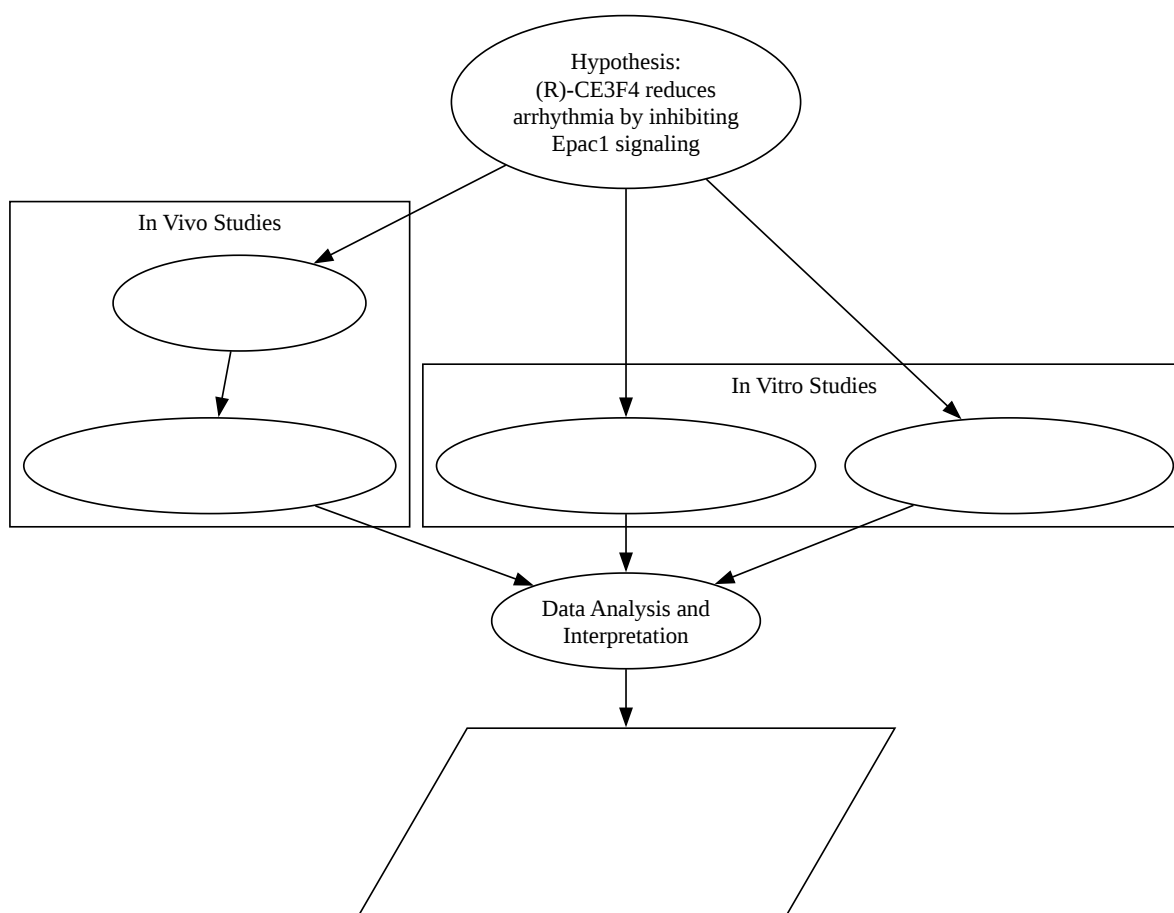 Hypothesis:
(R)-CE3F4 reduces
arrhythmia by inhibiting
Epac1 signaling
In Vivo Studies
In Vitro Studies
Data Analysis and
Interpretation